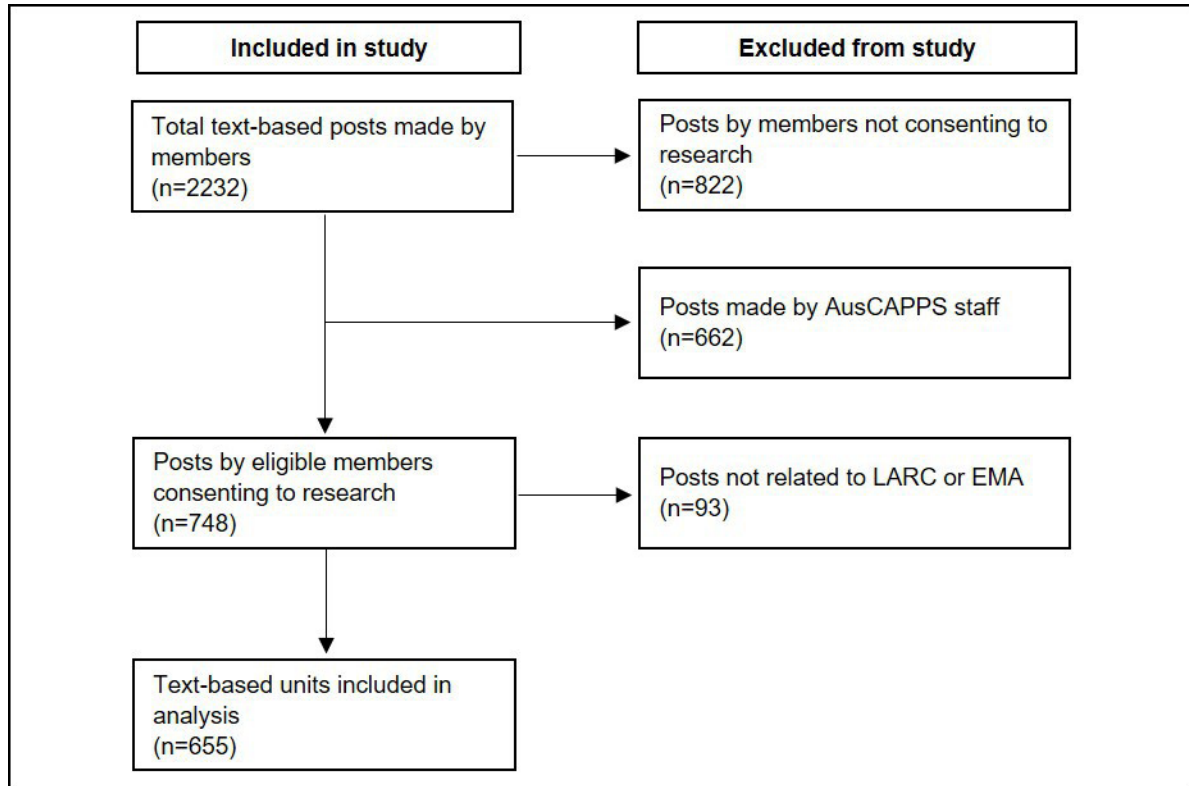 Included in study
Excluded from study
Total text-based posts made by
members
(n=2232)
Posts by members not consenting to
research
(n=822)
Posts made by AusCAPPS staff
(n=662)
Posts by eligible members
consenting to research
(n=748)
Posts not related to LARC or EMA
(n=93)
Text-based units included in
analysis
(n=655)